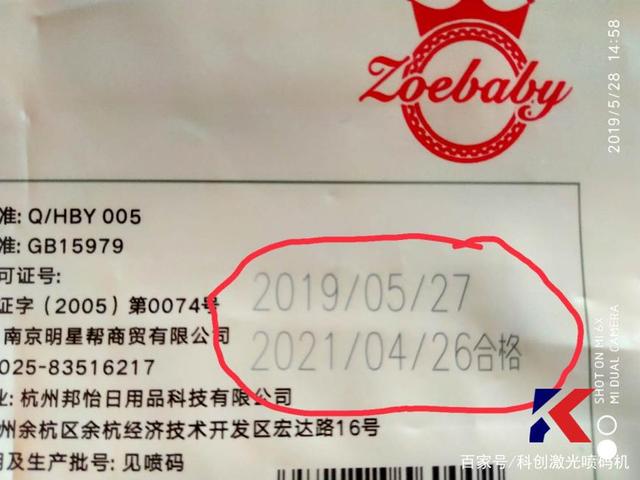 Zoebaby
2019/5/28 14:58
准: Q/HBY 005
准: GB15979
可证号:
证字（2005）第0074号
南京明星帮商贸有限公司
025-83516217
业: 杭州邦怡日用品科技有限公司
州余杭区余杭经济技术开发区宏达路16号
期及生产批号: 见喷码
2019/05/27
2021/04/26合格
SHOT ON MI 6X
MI DUAL CAMERA
百家号/科创激光喷码机